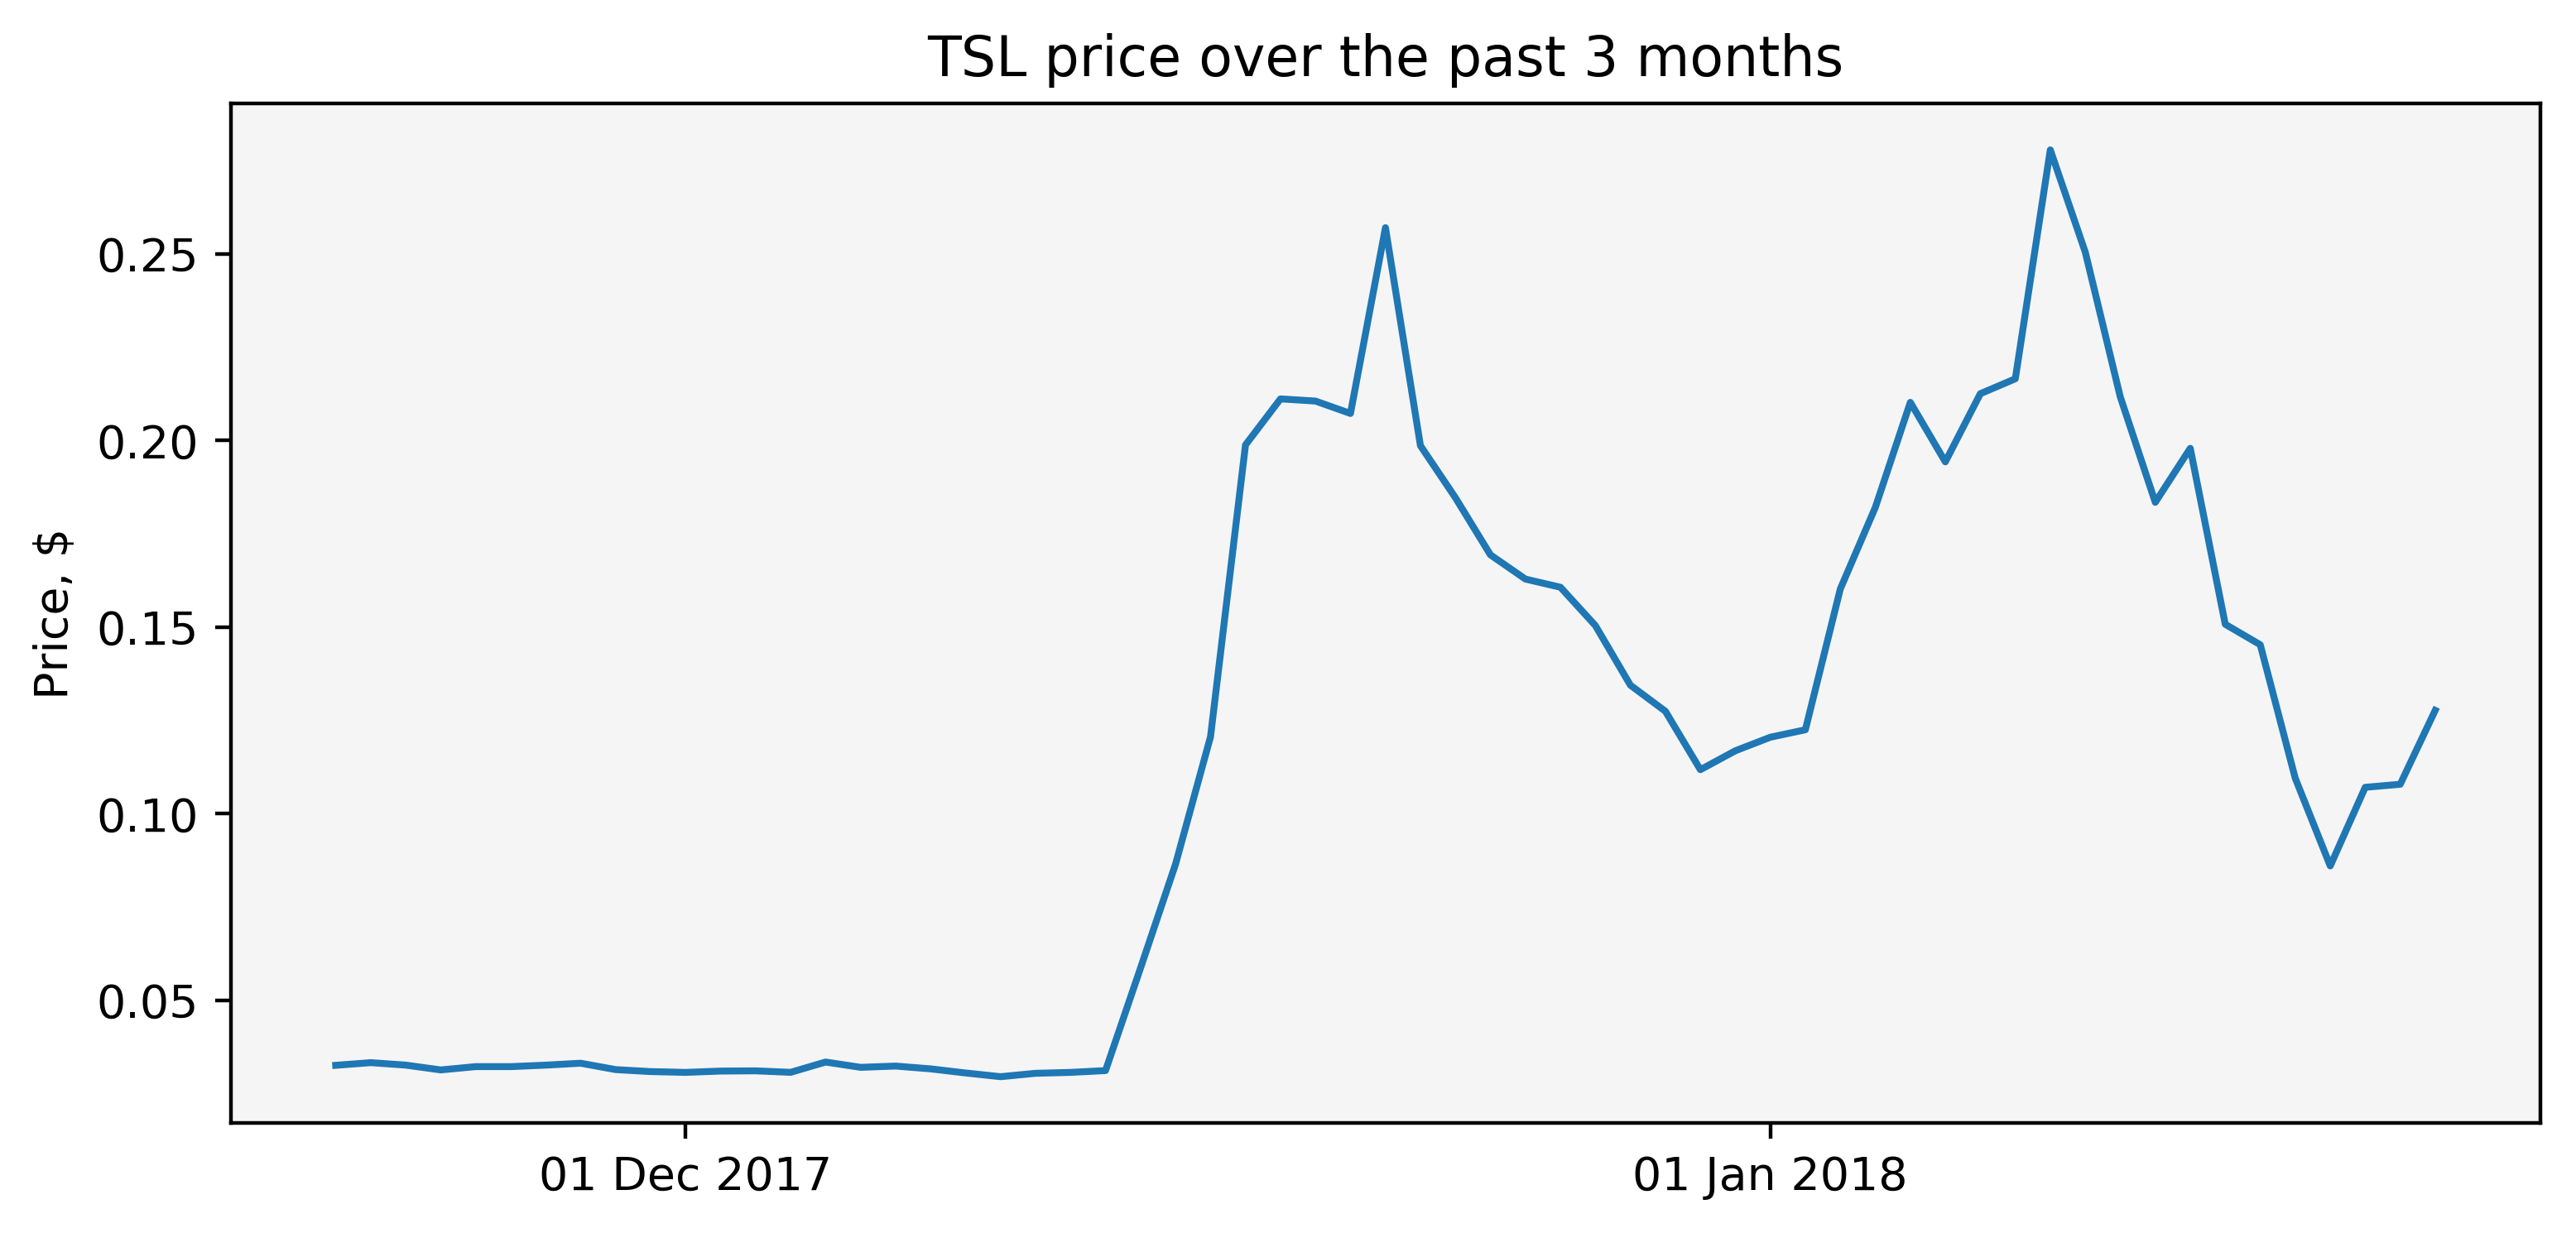 TSL price over the past 3 months
Price, $
0.25
0.20
0.15
0.10
0.05
01 Dec 2017
01 Jan 2018